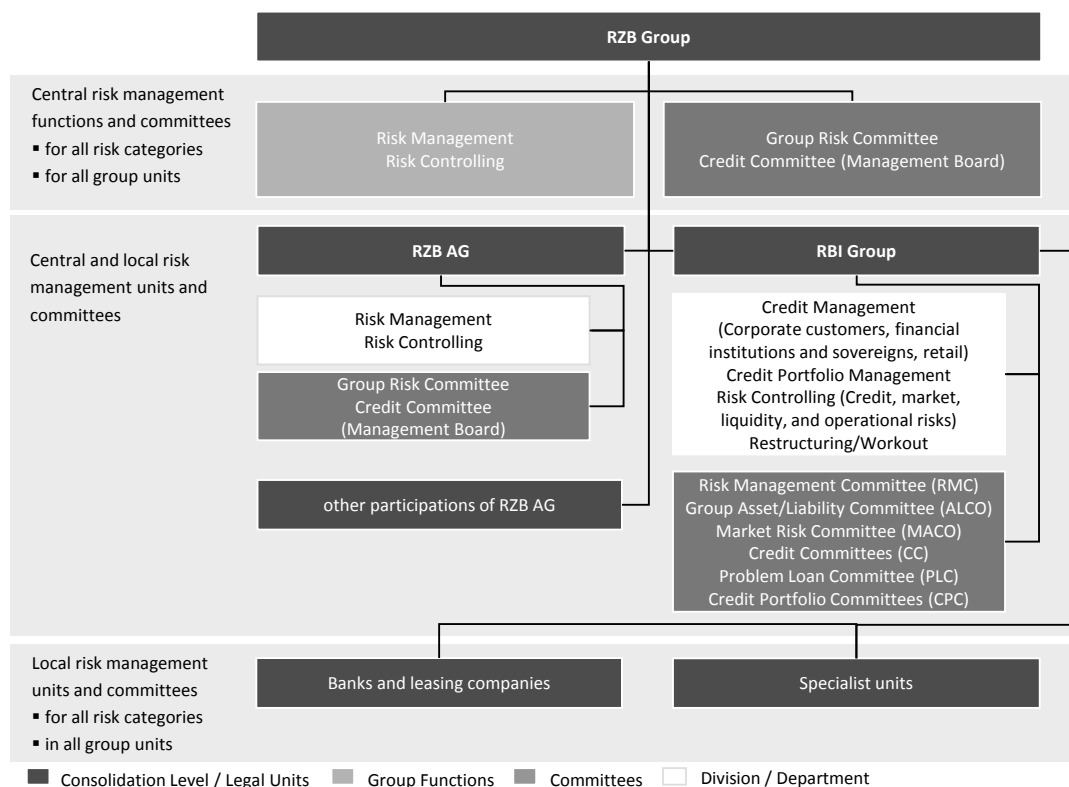 RZB Group
Central risk management
functions and committees
▪ for all risk categories
▪ for all group units
Risk Management
Risk Controlling
Group Risk Committee
Credit Committee (Management Board)
Central and local risk
management units and
committees
RZB AG
Risk Management
Risk Controlling
Group Risk Committee
Credit Committee
(Management Board)
other participations of RZB AG
RBI Group
Credit Management
(Corporate customers, financial
institutions and sovereigns, retail)
Credit Portfolio Management
Risk Controlling (Credit, market,
liquidity, and operational risks)
Restructuring/Workout
Risk Management Committee (RMC)
Group Asset/Liability Committee (ALCO)
Market Risk Committee (MACO)
Credit Committees (CC)
Problem Loan Committee (PLC)
Credit Portfolio Committees (CPC)
Local risk management
units and committees
▪ for all risk categories
▪ in all group units
Banks and leasing companies
Specialist units
Consolidation Level / Legal Units
Group Functions
Committees
Division / Department